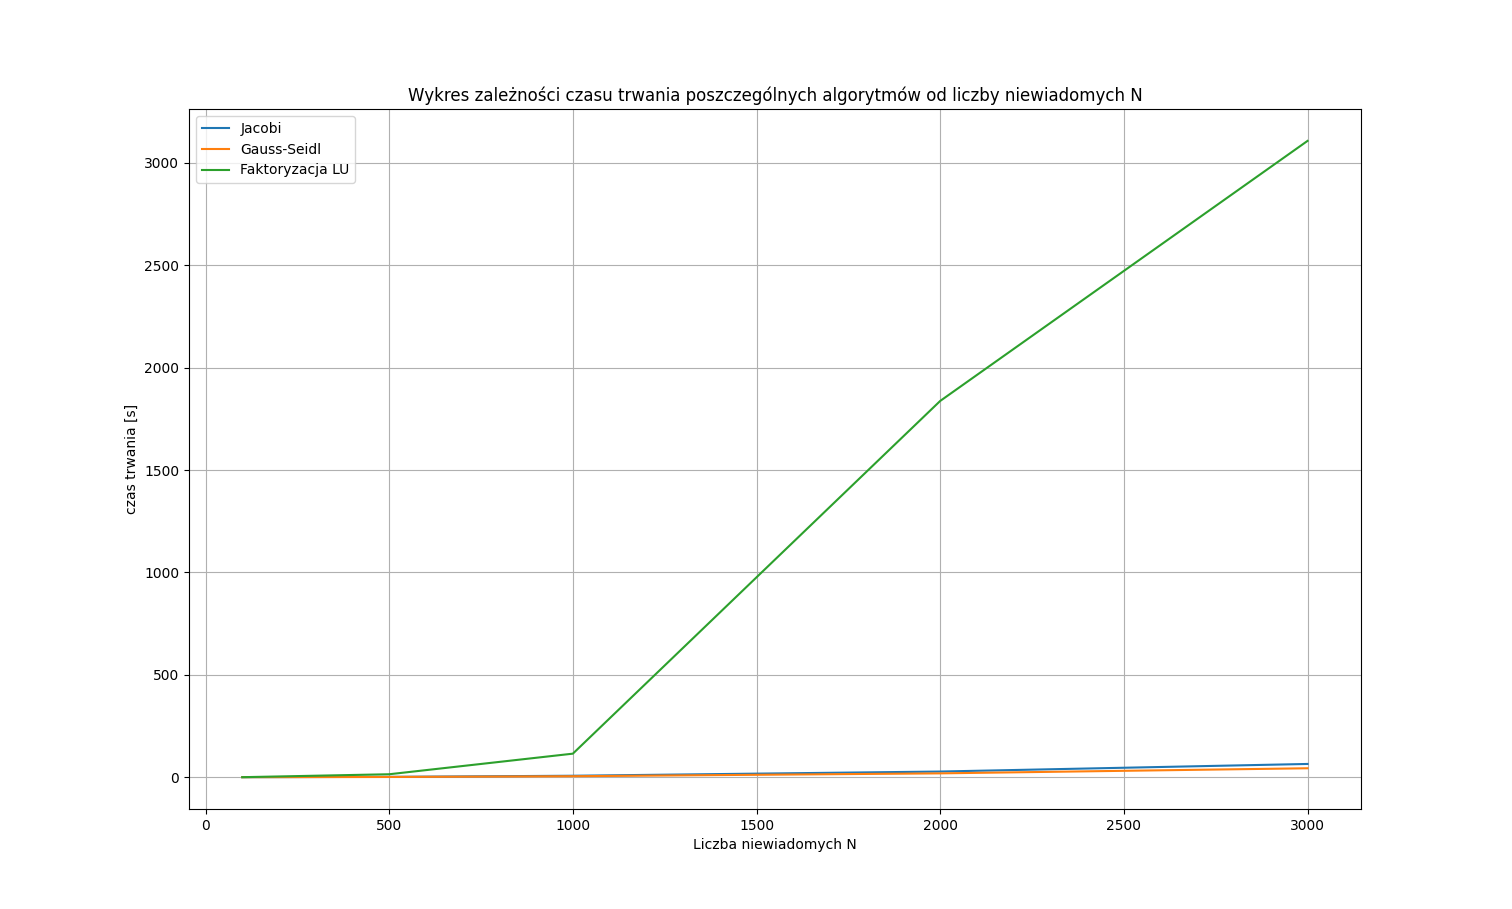 Wykres zależności czasu trwania poszczególnych algorytmów od liczby niewiadomych N
Jacobi
Gauss-Seidl
Faktoryzacja LU
3000
2500
2000
1500
1000
500
0
czas trwania [s]
0 500 1000 1500 2000 2500 3000
Liczba niewiadomych N